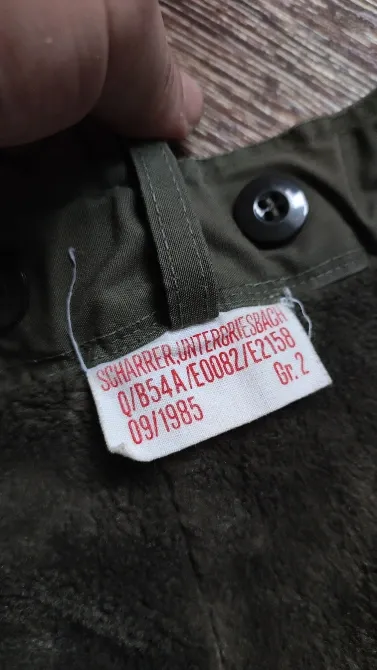 SCHARRER,UNTERGRIESBACH
Q/B54A/E0082/E2158
09/1985 Gr. 2